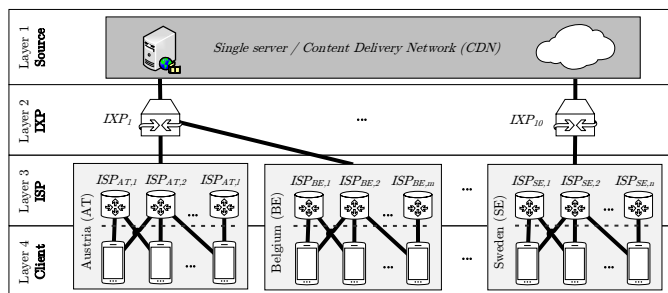 Layer 1
Source
Single server / Content Delivery Network (CDN)
Layer 2
IXP
IXP1
...
IXP10
Layer 3
ISP
Austria (AT)
ISPAT,1 ISPAT,2 ISPAT,l
...
Belgium (BE)
ISPBE,1 ISPBE,2 ISPBE,m
...
...
Sweden (SE)
ISPSE,1 ISPSE,2 ISPSE,n
...
Layer 4
Client
...
...
...
...